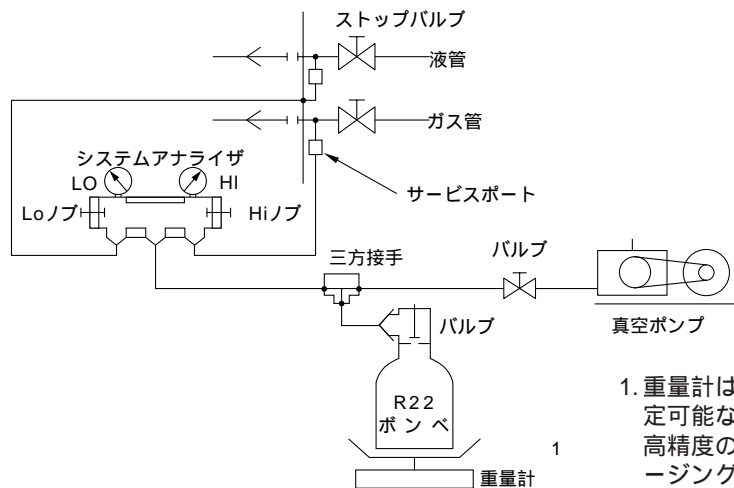 ストップバルブ
液管
ガス管
システムアナライザ
LO
HI
Loノブ
Hiノブ
サービスポート
三方接手
バルブ
バルブ
真空ポンプ
R22
ボンベ
1
重量計
1. 重量計は
定可能な
高精度の
ージング